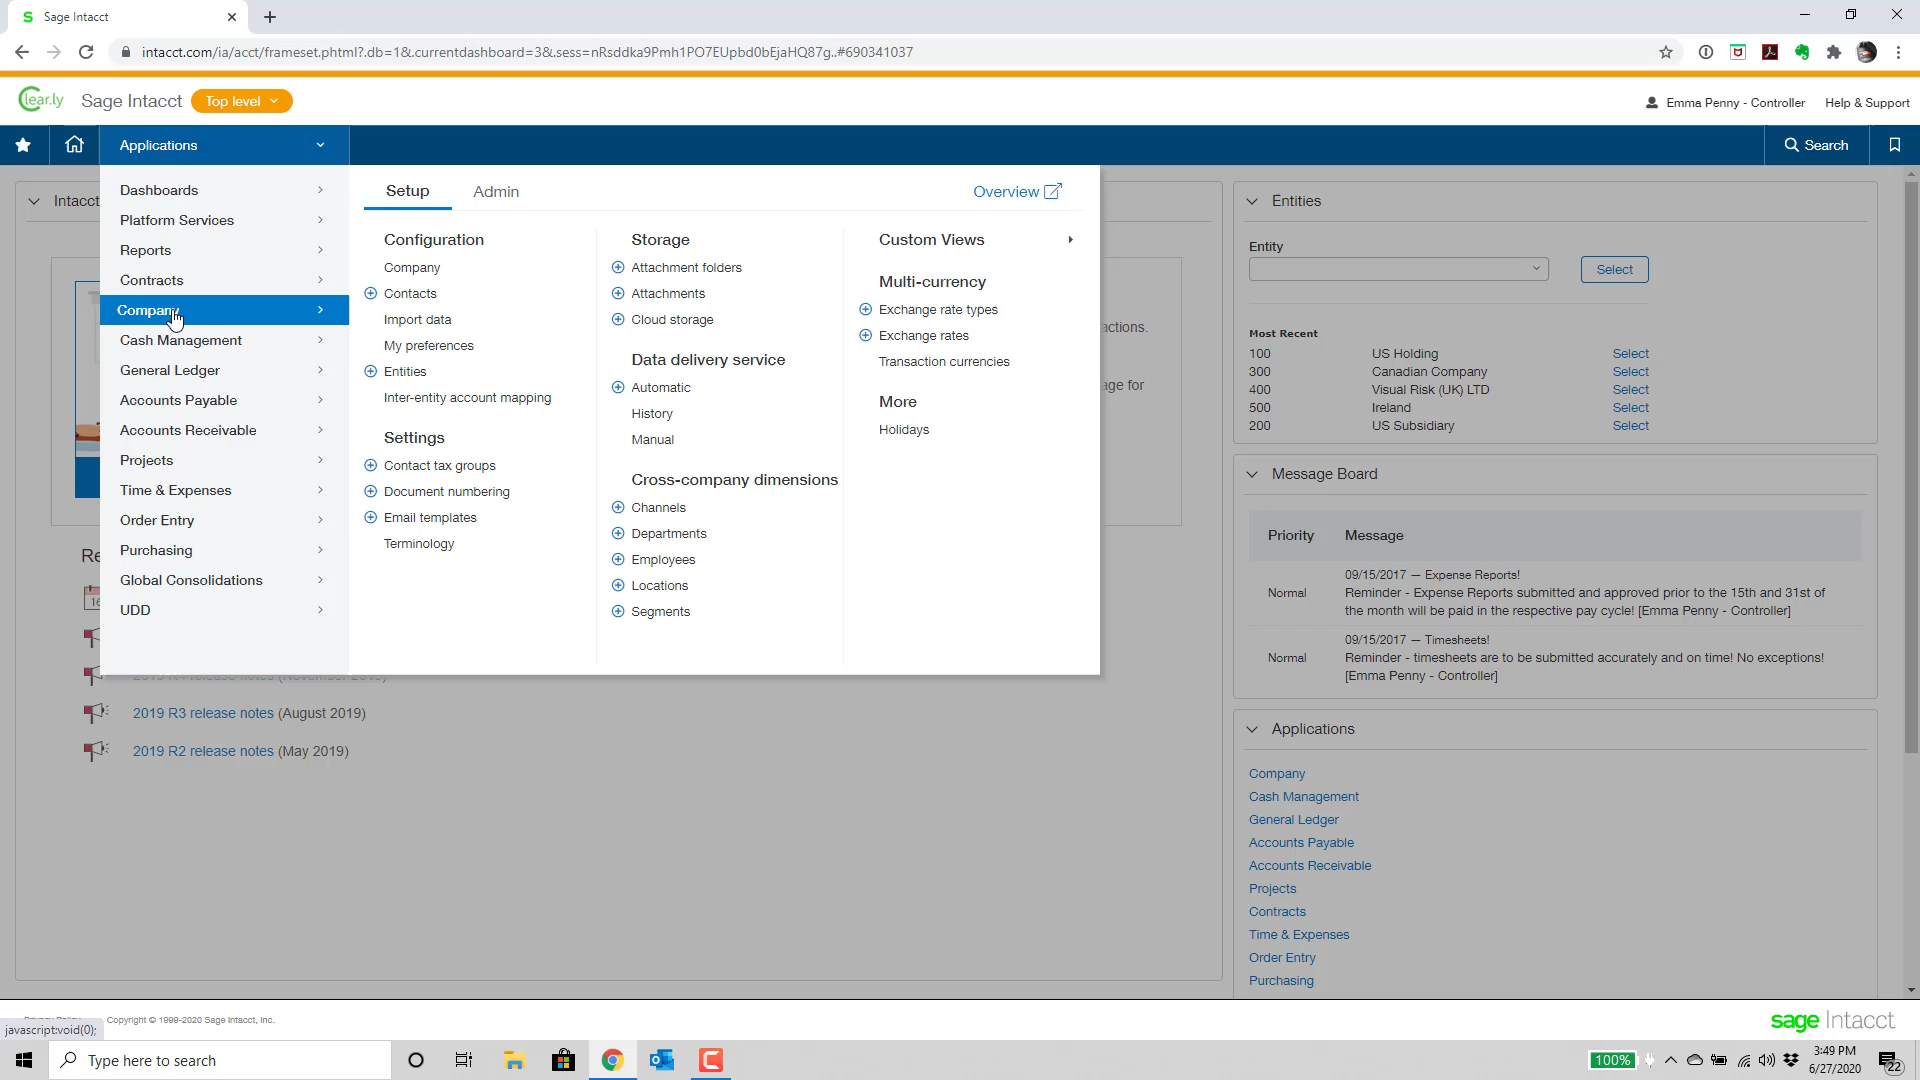 Sage Intacct
intacct.com/ia/acct/frameset.phtml?.db=1&.currentdashboard=3&.sess=nRsddka9Pmh1PO7EUpbd0bEjaHQ87g..#690341037
Clear.ly
Sage Intacct
Top level
Emma Penny - Controller
Help & Support
Applications
Search
Intacct
Dashboards
Platform Services
Reports
Contracts
Company
Cash Management
General Ledger
Accounts Payable
Accounts Receivable
Projects
Time & Expenses
Order Entry
Purchasing
Global Consolidations
UDD
Setup
Admin
Overview
Configuration
Company
Contacts
Import data
My preferences
Entities
Inter-entity account mapping
Settings
Contact tax groups
Document numbering
Email templates
Terminology
Storage
Attachment folders
Attachments
Cloud storage
Data delivery service
Automatic
History
Manual
Cross-company dimensions
Channels
Departments
Employees
Locations
Segments
Custom Views
Multi-currency
Exchange rate types
Exchange rates
Transaction currencies
More
Holidays
actions.
age for
Re
16
2019 R4 release notes (November 2019)
2019 R3 release notes (August 2019)
2019 R2 release notes (May 2019)
Entities
Entity
Select
Most Recent
100 US Holding Select
300 Canadian Company Select
400 Visual Risk (UK) LTD Select
500 Ireland Select
200 US Subsidiary Select
Message Board
Priority Message
Normal
09/15/2017 — Expense Reports!
Reminder - Expense Reports submitted and approved prior to the 15th and 31st of
the month will be paid in the respective pay cycle! [Emma Penny - Controller]
Normal
09/15/2017 — Timesheets!
Reminder - timesheets are to be submitted accurately and on time! No exceptions!
[Emma Penny - Controller]
Applications
Company
Cash Management
General Ledger
Accounts Payable
Accounts Receivable
Projects
Contracts
Time & Expenses
Order Entry
Purchasing
Privacy Policy
Copyright © 1999-2020 Sage Intacct, Inc.
javascript:void(0);
sage Intacct
Type here to search
100%
3:49 PM
6/27/2020
22